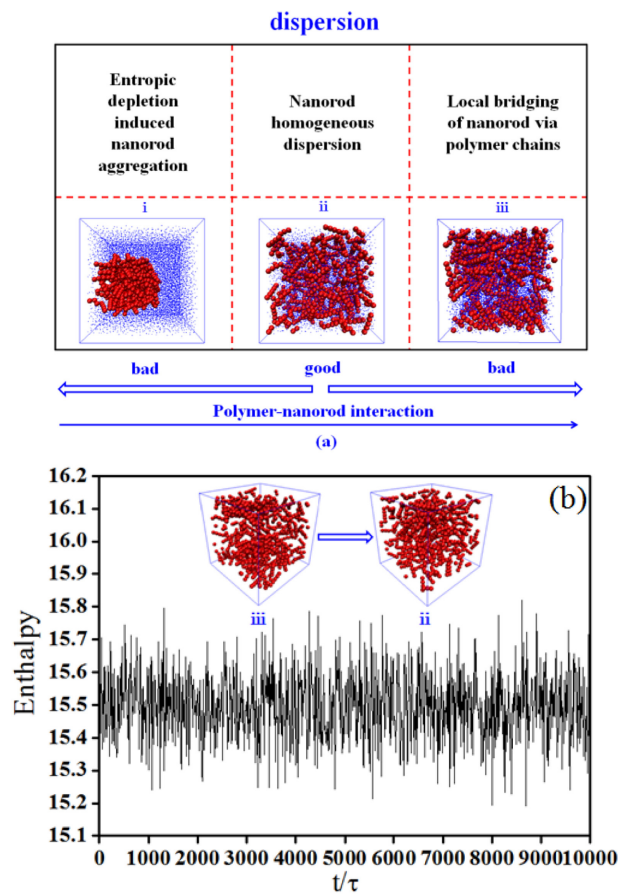 dispersion
Entropic
depletion
induced
nanorod
aggregation
Nanorod
homogeneous
dispersion
Local bridging
of nanorod via
polymer chains
i
ii
iii
bad
good
bad
Polymer-nanorod interaction
(a)
(b)
16.2
16.1
16.0
15.9
15.8
15.7
15.6
15.5
15.4
15.3
15.2
15.1
Enthalpy
iii
ii
0 1000 2000 3000 4000 5000 6000 7000 8000 9000 10000
t/τ